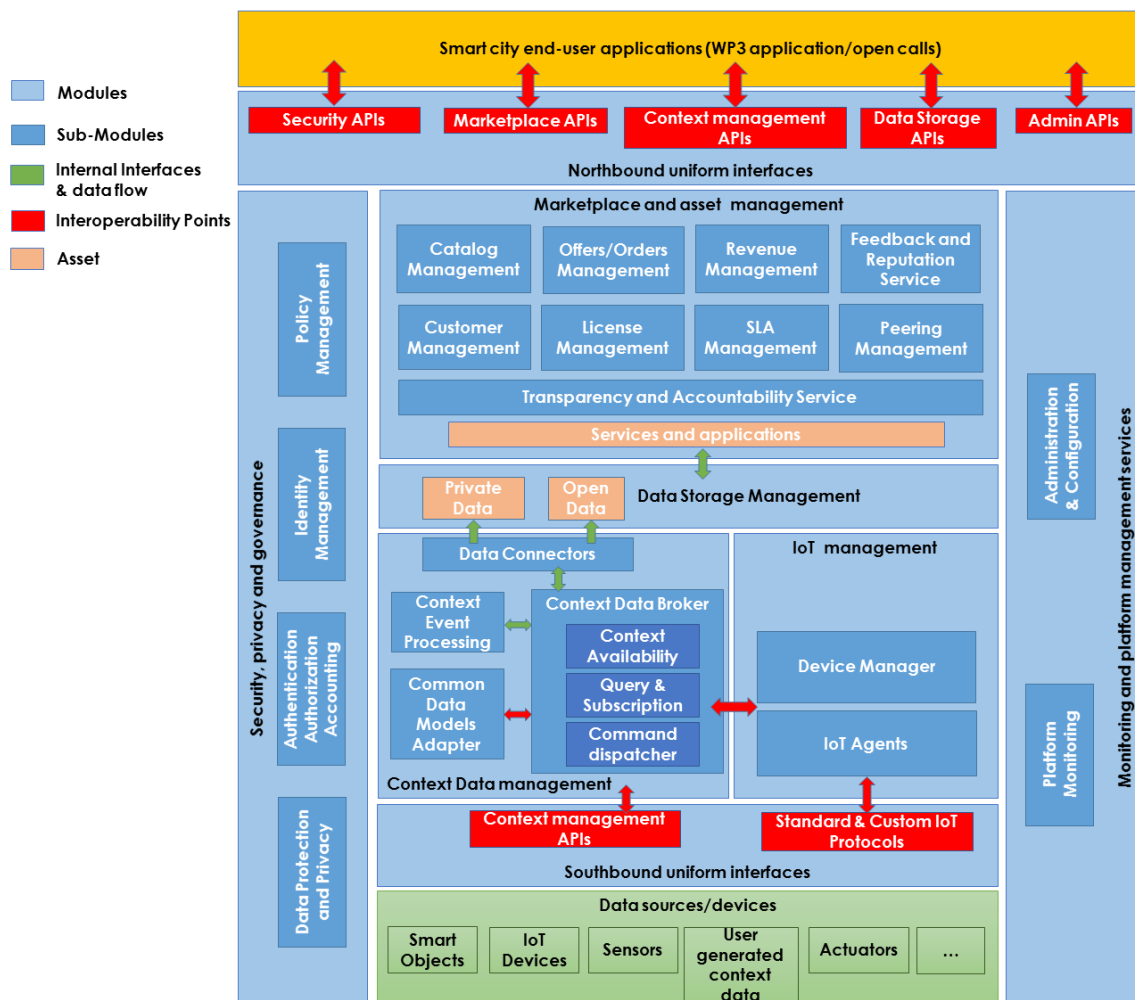 Smart city end-user applications (WP3 application/open calls)
Modules
Sub-Modules
Internal Interfaces
& data flow
Interoperability Points
Asset
Security APIs
Marketplace APIs
Context management
APIs
Data Storage
APIs
Admin APIs
Northbound uniform interfaces
Security, privacy and governance
Policy
Management
Identity
Management
Authentication
Authorization
Accounting
Data Protection
and Privacy
Marketplace and asset management
Catalog
Management
Offers/Orders
Management
Revenue
Management
Feedback and
Reputation
Service
Customer
Management
License
Management
SLA
Management
Peering
Management
Transparency and Accountability Service
Services and applications
Private
Data
Open
Data
Data Storage Management
Data Connectors
Context
Event
Processing
Common
Data
Models
Adapter
Context Data Broker
Context
Availability
Query &
Subscription
Command
dispatcher
Context Data management
IoT management
Device Manager
IoT Agents
Context management
APIs
Standard & Custom IoT
Protocols
Southbound uniform interfaces
Data sources/devices
Smart
Objects
IoT
Devices
Sensors
User
generated
context
data
Actuators
...
Administration
& Configuration
Platform
Monitoring
Monitoring and platform management services